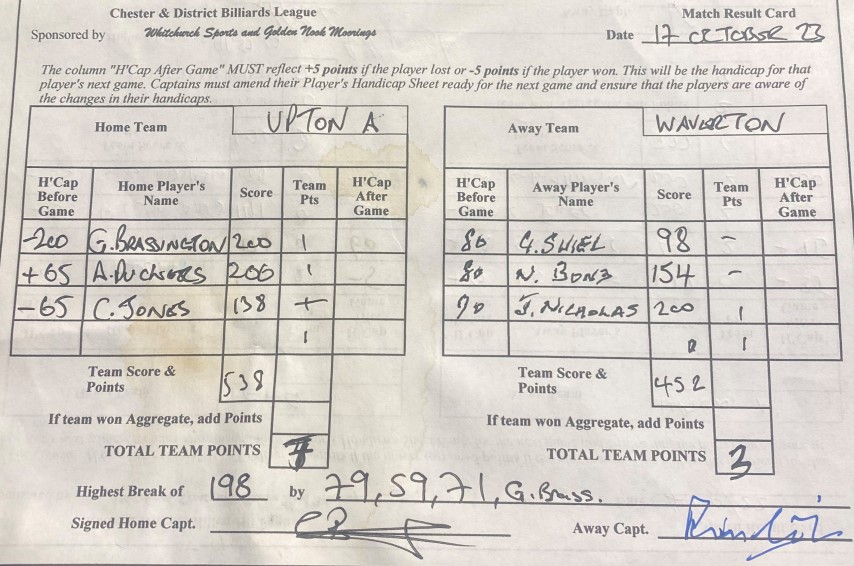 Chester & District Billiards League
Match Result Card
Sponsored by Whitchurch Sports and Golden Nook Moorings
Date 17 OCTOBER 23
The column "H'Cap After Game" MUST reflect +5 points if the player lost or -5 points if the player won. This will be the handicap for that
player's next game. Captains must amend their Player's Handicap Sheet ready for the next game and ensure that the players are aware of
the changes in their handicaps.
Home Team UPTON A
H'Cap Before Game Home Player's Name Score Team Pts H'Cap After Game
-200 G. BRASSINGTON 200 1
+65 A. 200 1
-65 C. JONES 138
1
Team Score & Points 538
If team won Aggregate, add Points
TOTAL TEAM POINTS
Away Team WAVERTON
H'Cap Before Game Away Player's Name Score Team Pts H'Cap After Game
80 G. SHIEL 98 -
80 N. 154 -
90 J. NICHOLAS 200 1
1
Team Score & Points 452
If team won Aggregate, add Points
TOTAL TEAM POINTS 3
Highest Break of 198 by 79, 59, 71, G. Brass.
Signed Home Capt.
Away Capt.